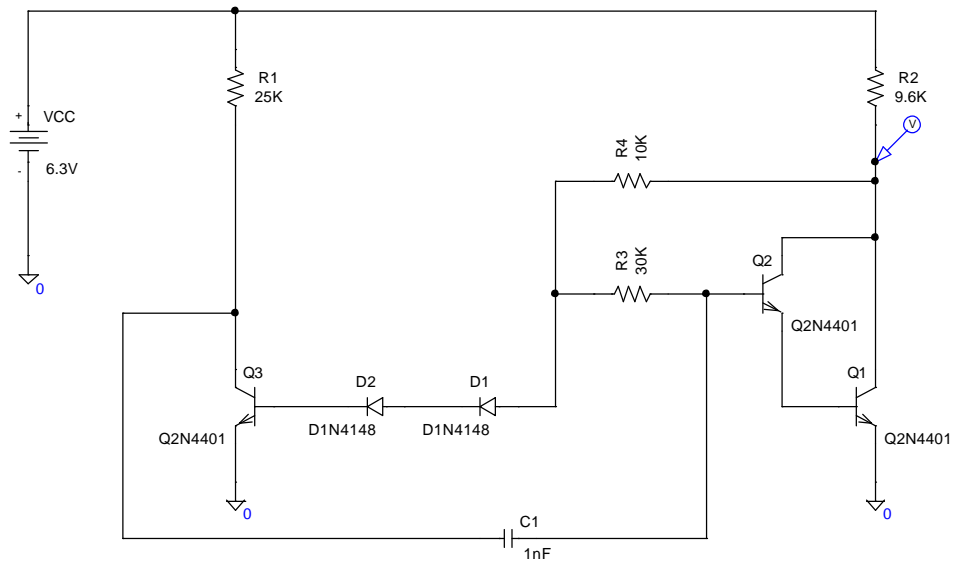 R1
25K
R2
9.6K
+
VCC
-
6.3V
0
V
R4
10K
R3
30K
Q2
Q2N4401
Q3
Q2N4401
D2
D1N4148
D1
D1N4148
Q1
Q2N4401
0
0
C1
1nF